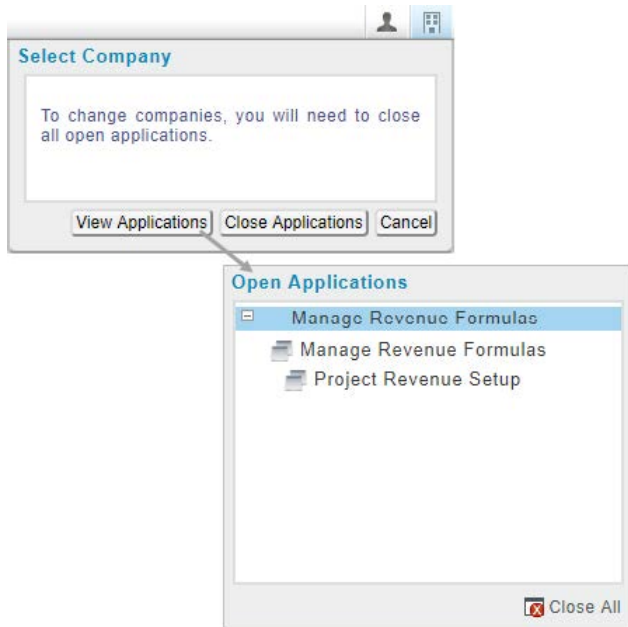 Select Company
To change companies, you will need to close
all open applications.
View Applications Close Applications Cancel
Open Applications
Manage Revenue Formulas
Manage Revenue Formulas
Project Revenue Setup
Close All